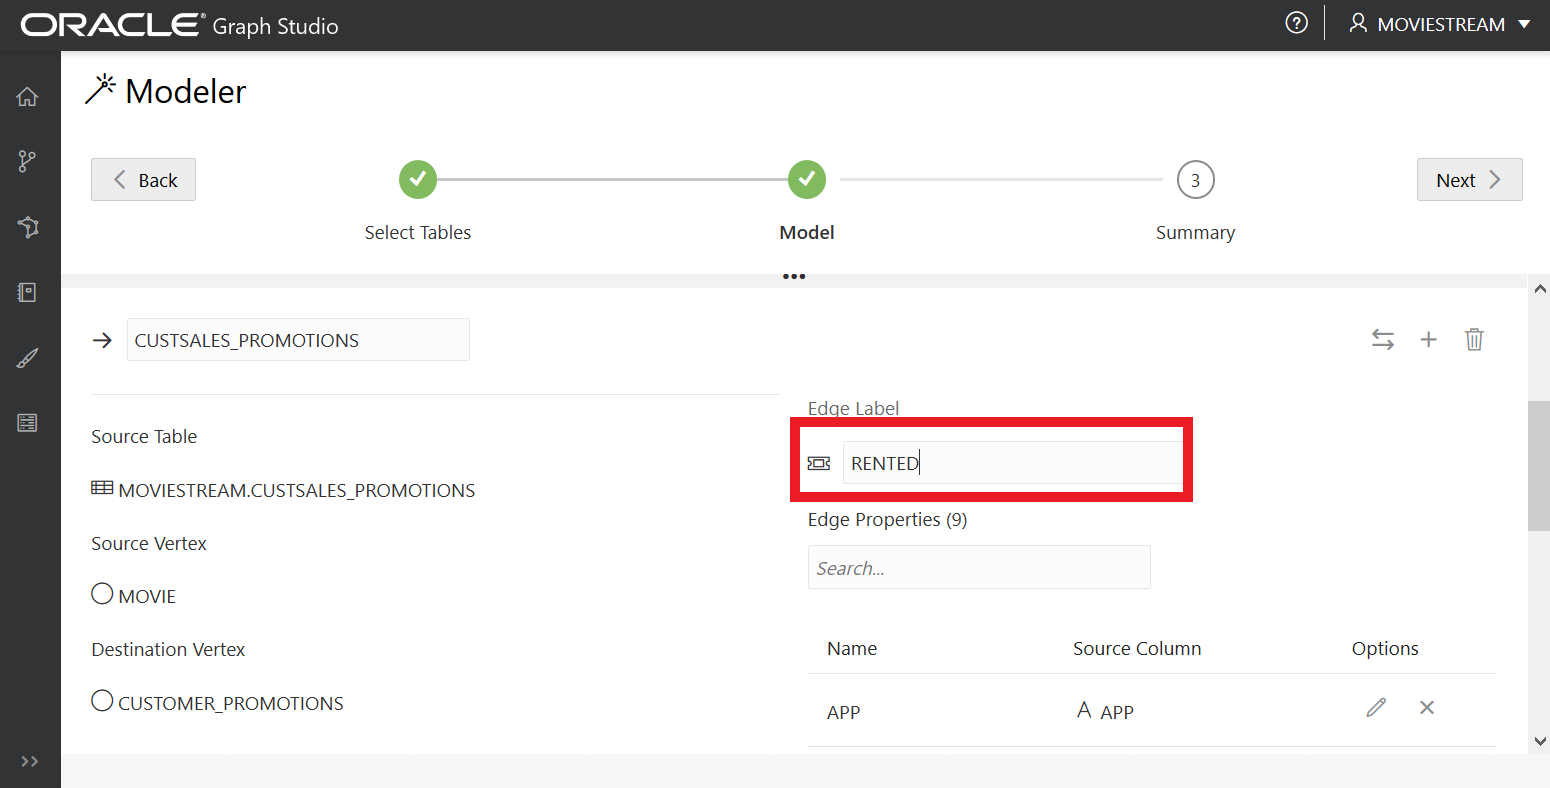 ORACLE® Graph Studio
MOVIESTREAM
Modeler
Back
3
Next
Select Tables
Model
Summary
CUSTSALES_PROMOTIONS
Edge Label
Source Table
RENTED
MOVIESTREAM.CUSTSALES_PROMOTIONS
Edge Properties (9)
Source Vertex
Search...
MOVIE
Destination Vertex
Name Source Column Options
CUSTOMER_PROMOTIONS
APP A APP